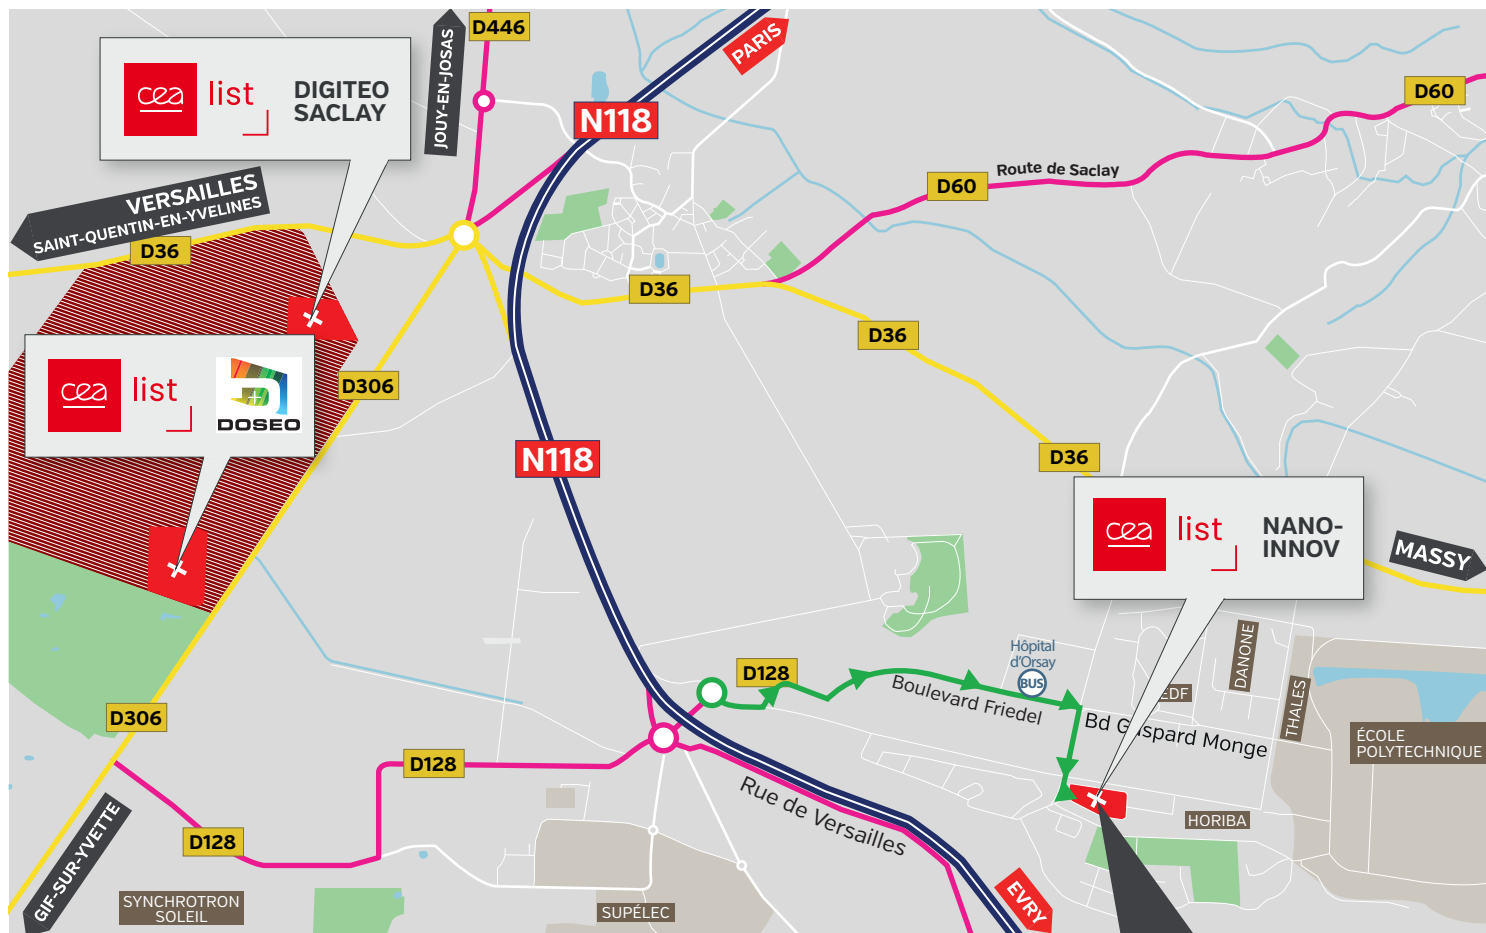 D446
PARIS
JOUY-EN-JOSAS
cea
list
DIGITEO
SACLAY
N118
D60
D60
Route de Saclay
VERSAILLES
SAINT-QUENTIN-EN-YVELINES
D36
D36
D36
cea
list
DOSEO
D306
N118
D36
cea
list
NANO-
INNOV
MASSY
Hôpital
d'Orsay
BUS
D128
Boulevard Friedel
EDF
DANONE
THALES
Bd G spard Monge
ÉCOLE
POLYTECHNIQUE
D306
D128
D128
Rue de Versailles
HORIBA
GIF-SUR-YVETTE
SYNCHROTRON
SOLEIL
SUPÉLEC
EVRY